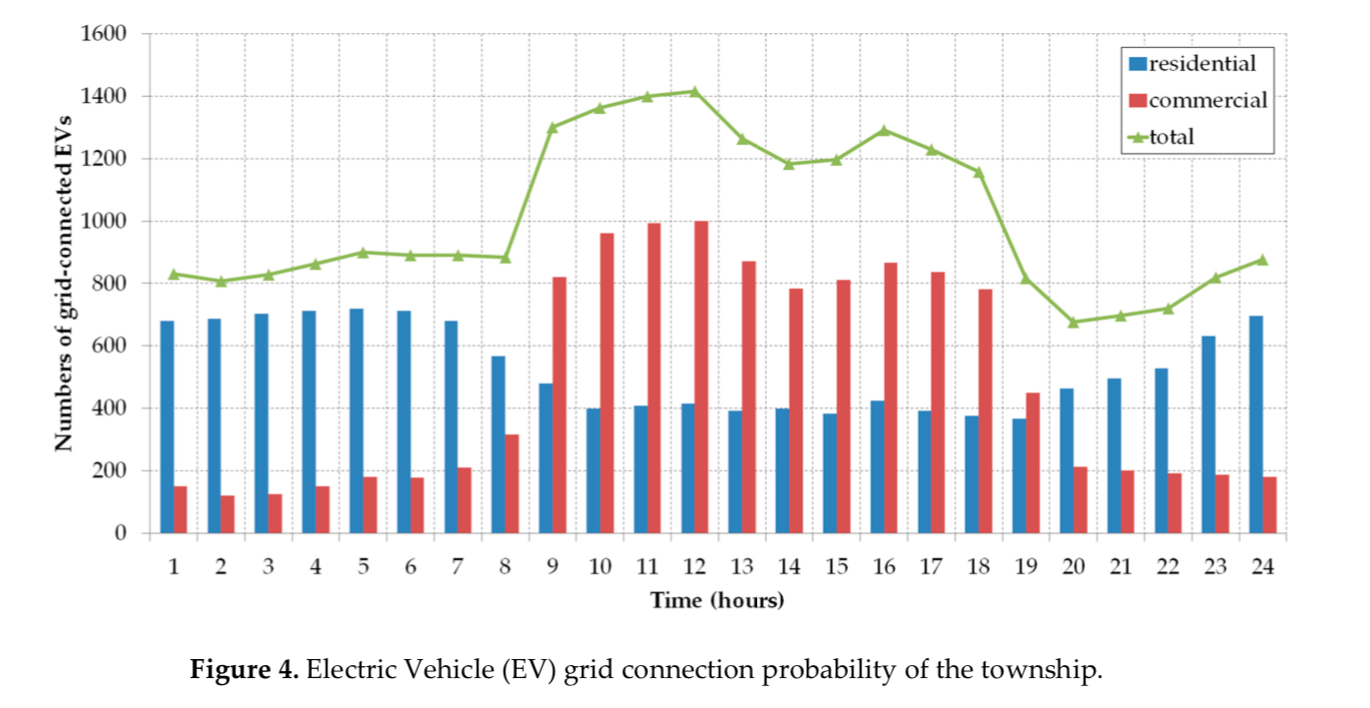 1600
1400
1200
1000
800
600
400
200
0
Numbers of grid-connected EVs
residential
commercial
total
1 2 3 4 5 6 7 8 9 10 11 12 13 14 15 16 17 18 19 20 21 22 23 24
Time (hours)
Figure 4. Electric Vehicle (EV) grid connection probability of the township.